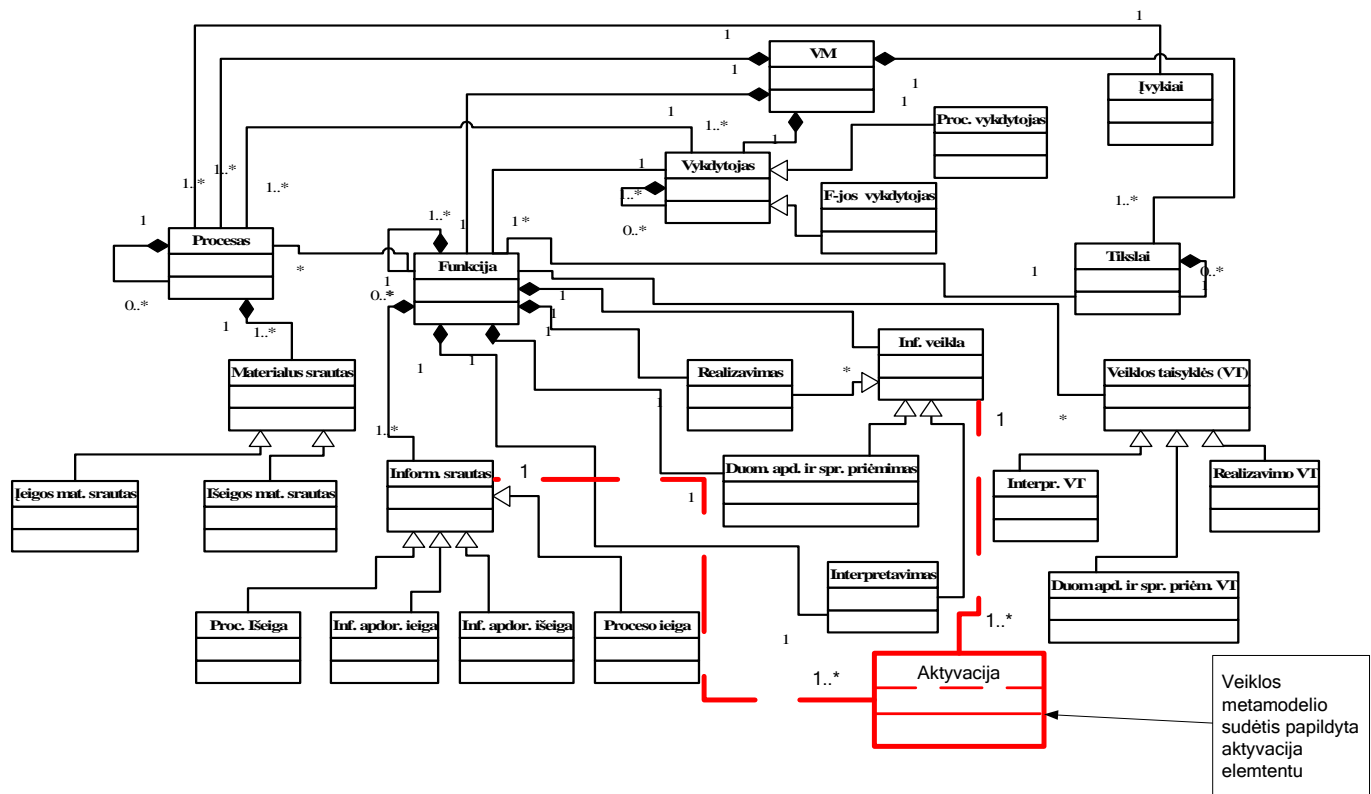 1
1
VM
1
1
Įvykiai
1
1
1..*
1
Proc. vykdytojas
1
1..*
1..*
1..*
1
Vykdytojas
1..*
F-jos vykdytojas
1..*
0..*
1
1..*
1
1 *
Procesas
*
Funkcija
Tikslai
1
0..*
1
0..*
1
0..*
1
1
1
1
1..*
1
1
Inf. veikla
Materialus srautas
Realizavimas
*
Veiklos taisyklės (VT)
1
1..*
1
*
Inform. srautas
1
Duom. apd. ir spr. priėmimas
Realizavimo VT
Įeigos mat. srautas
Išeigos mat. srautas
Interpr. VT
1
Interpretavimas
Duom apd. ir spr. priėm. VT
Proc. Išeiga
Inf. apdor. ieiga
Inf. apdor. išeiga
Proceso ieiga
1
1..*
1..*
Aktyvacija
Veiklos
metamodelio
sudėtis papildyta
aktyvacija
elemtentu